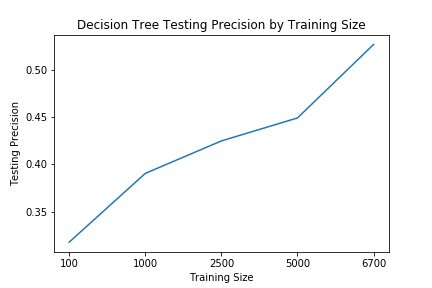 Decision Tree Testing Precision by Training Size
Testing Precision
0.50
0.45
0.40
0.35
100 1000 2500 5000 6700
Training Size